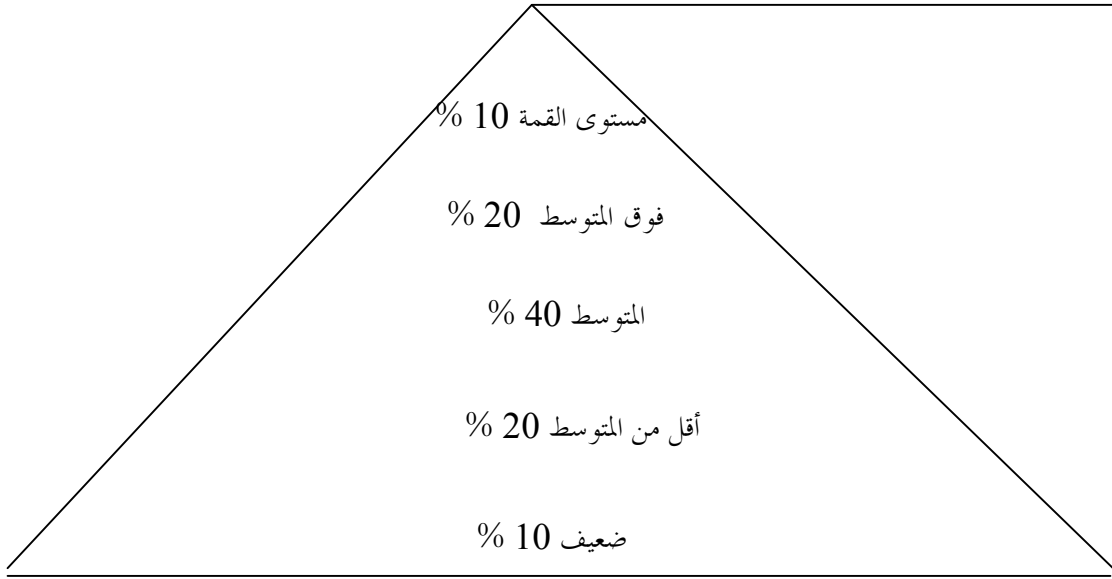 مستوى القمة 10 %
فوق المتوسط 20 %
المتوسط 40 %
أقل من المتوسط 20 %
ضعيف 10 %